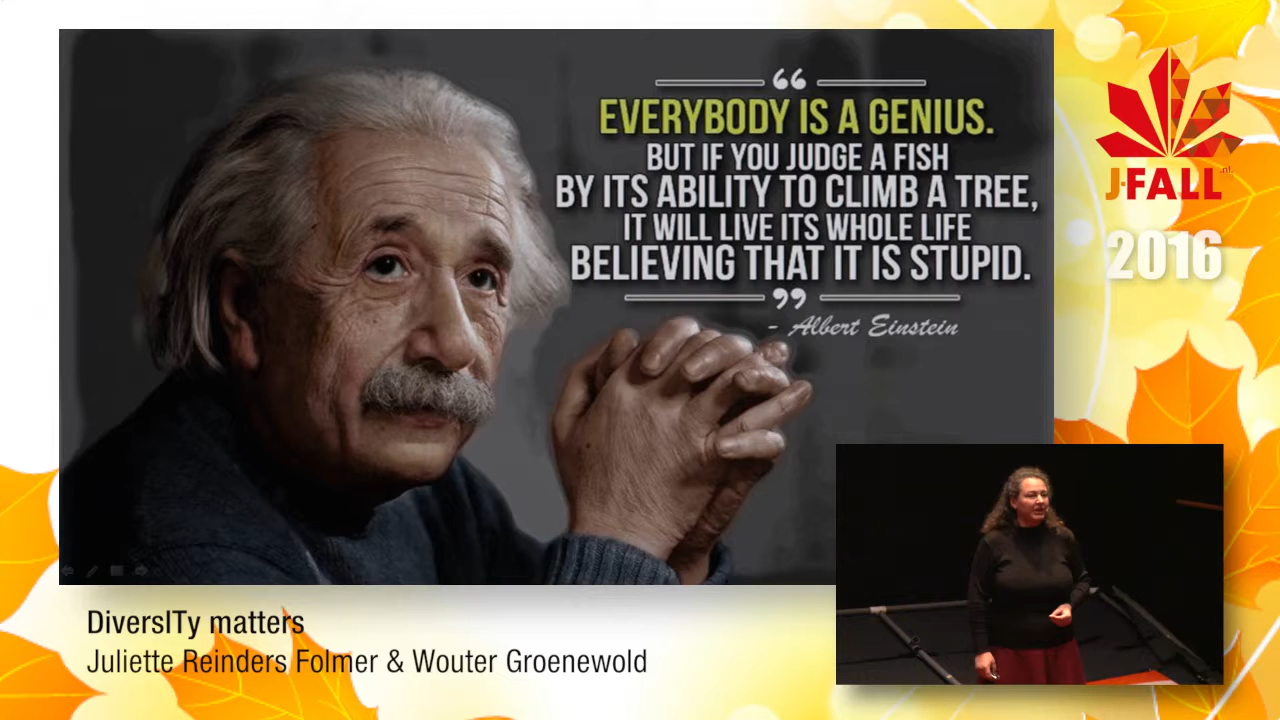 “
EVERYBODY IS A GENIUS.
BUT IF YOU JUDGE A FISH
BY ITS ABILITY TO CLIMB A TREE,
IT WILL LIVE ITS WHOLE LIFE
BELIEVING THAT IT IS STUPID.
”
- Albert Einstein
J-FALL.nl
2016
DiversITy matters
Juliette Reinders Folmer & Wouter Groenewold